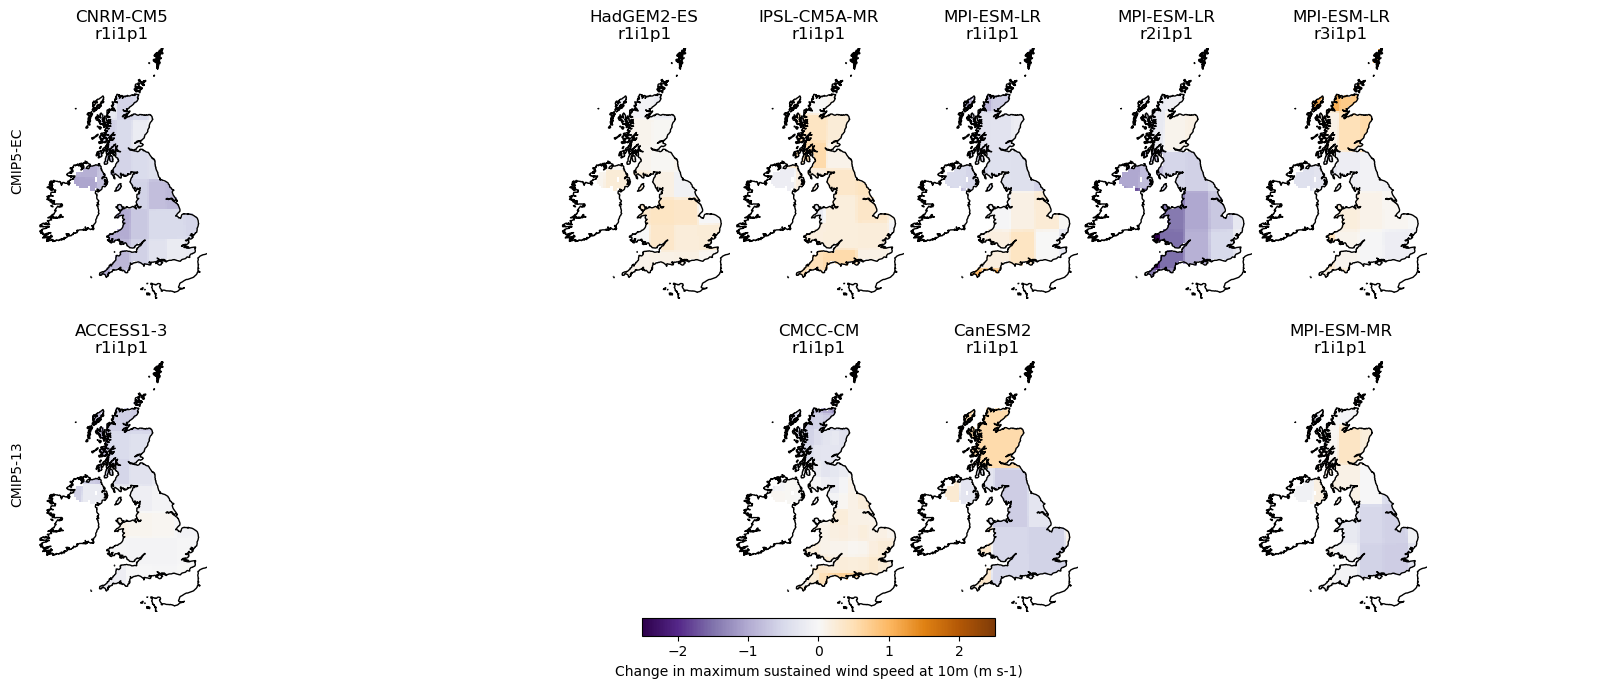 CNRM-CM5
r1i1p1
HadGEM2-ES
r1i1p1
IPSL-CM5A-MR
r1i1p1
MPI-ESM-LR
r1i1p1
MPI-ESM-LR
r2i1p1
MPI-ESM-LR
r3i1p1
CMIP5-EC
ACCESS1-3
r1i1p1
CMCC-CM
r1i1p1
CanESM2
r1i1p1
MPI-ESM-MR
r1i1p1
CMIP5-13
−2 −1 0 1 2
Change in maximum sustained wind speed at 10m (m s-1)